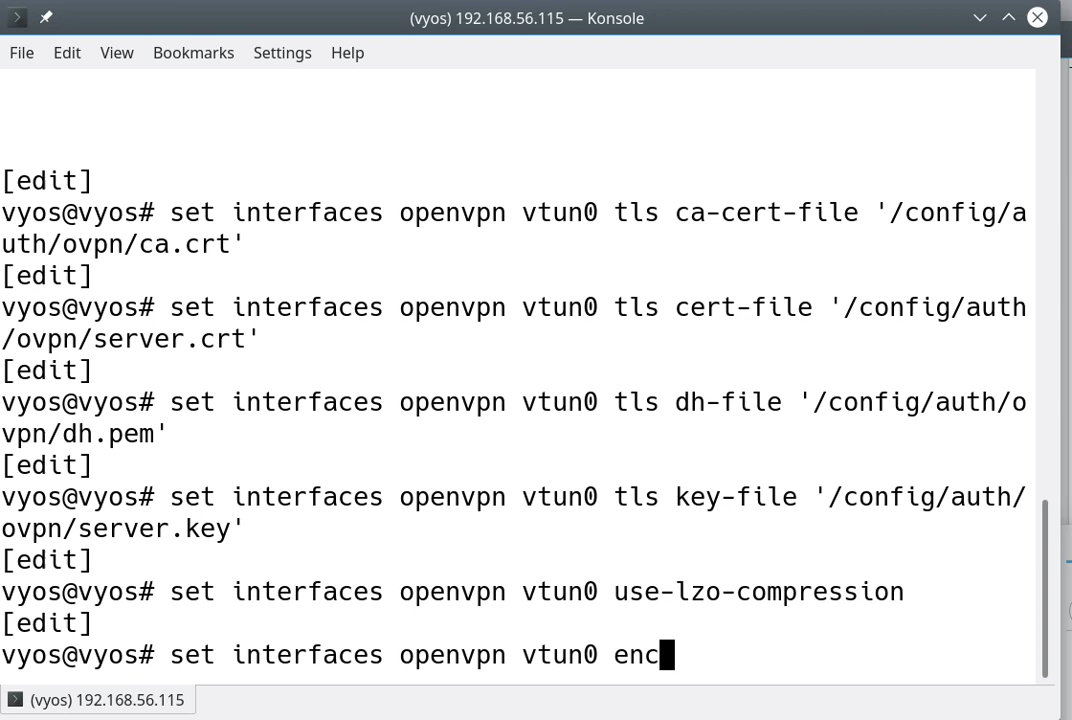 (vyos) 192.168.56.115 — Konsole
File Edit View Bookmarks Settings Help
[edit]
vyos@vyos# set interfaces openvpn vtun0 tls ca-cert-file '/config/a
uth/ovpn/ca.crt'
[edit]
vyos@vyos# set interfaces openvpn vtun0 tls cert-file '/config/auth
/ovpn/server.crt'
[edit]
vyos@vyos# set interfaces openvpn vtun0 tls dh-file '/config/auth/o
vpn/dh.pem'
[edit]
vyos@vyos# set interfaces openvpn vtun0 tls key-file '/config/auth/
ovpn/server.key'
[edit]
vyos@vyos# set interfaces openvpn vtun0 use-lzo-compression
[edit]
vyos@vyos# set interfaces openvpn vtun0 enc
(vyos) 192.168.56.115